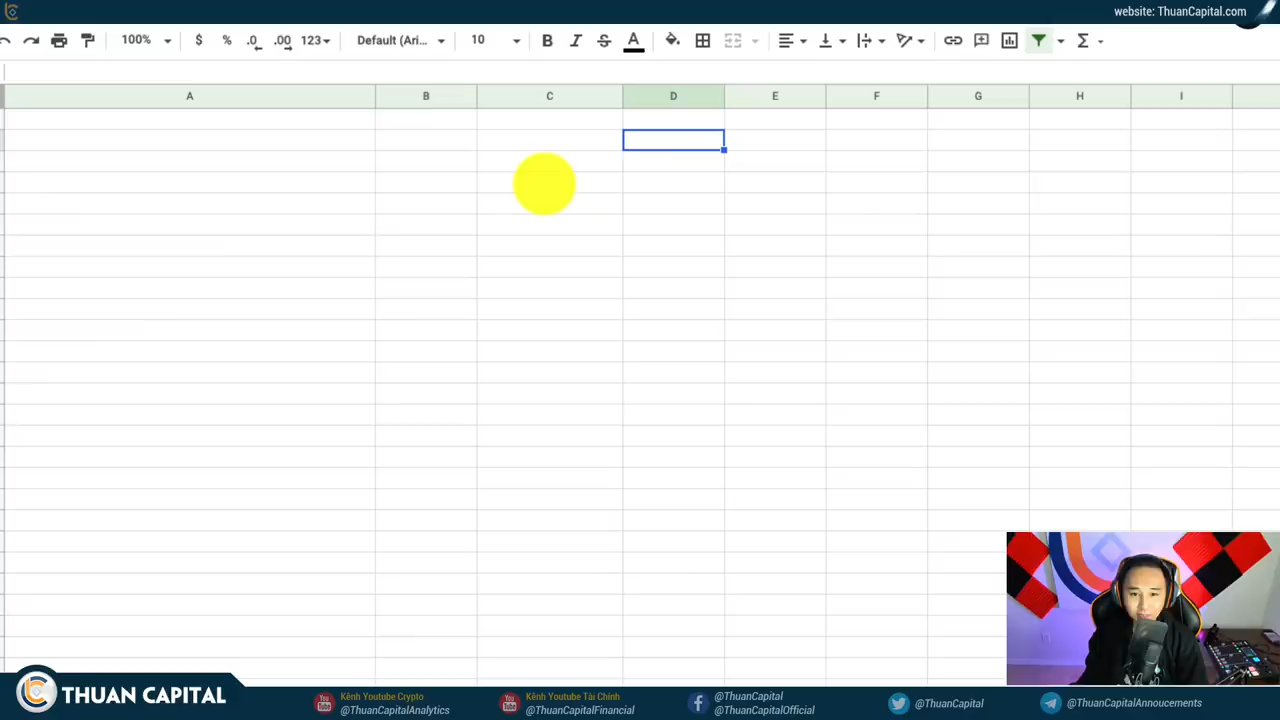 website: ThuanCapital.com
100%
$
%
.0
.00
123
Default (Ari...
10
B
I
S
A
Σ
A
B
C
D
E
F
G
H
I
THUAN CAPITAL
Kênh Youtube Crypto
@ThuanCapitalAnalytics
Kênh Youtube Tài Chính
@ThuanCapitalFinancial
@ThuanCapital
@ThuanCapitalOfficial
@ThuanCapital
@ThuanCapitalAnnoucements